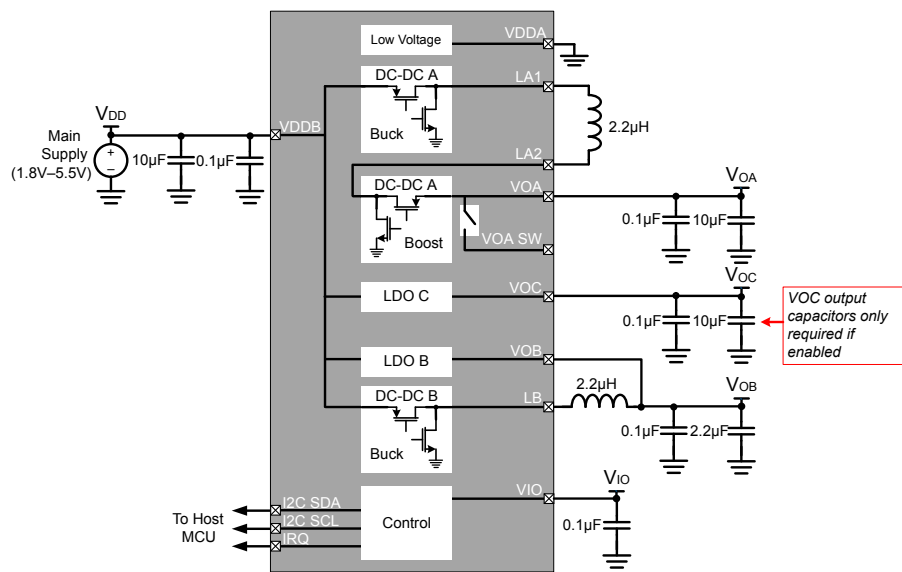 Low Voltage
VDDA
DC-DC A
LA1
Buck
2.2µH
VDD
Main
Supply
(1.8V–5.5V)
+
−
10µF
0.1µF
VDDB
LA2
DC-DC A
Boost
VOA
VOA SW
0.1µF
10µF
VOA
LDO C
VOC
0.1µF
10µF
VOC
VOC output
capacitors only
required if
enabled
LDO B
VOB
DC-DC B
LB
Buck
2.2µH
0.1µF
2.2µF
VOB
VIO
VIO
0.1µF
Control
I2C SDA
I2C SCL
IRQ
To Host
MCU